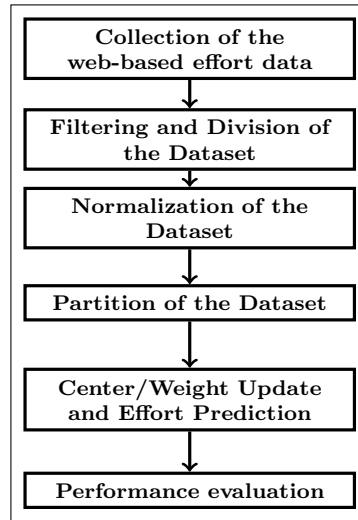 Collection of the
web-based effort data
Filtering and Division of
the Dataset
Normalization of the
Dataset
Partition of the Dataset
Center/Weight Update
and Effort Prediction
Performance evaluation